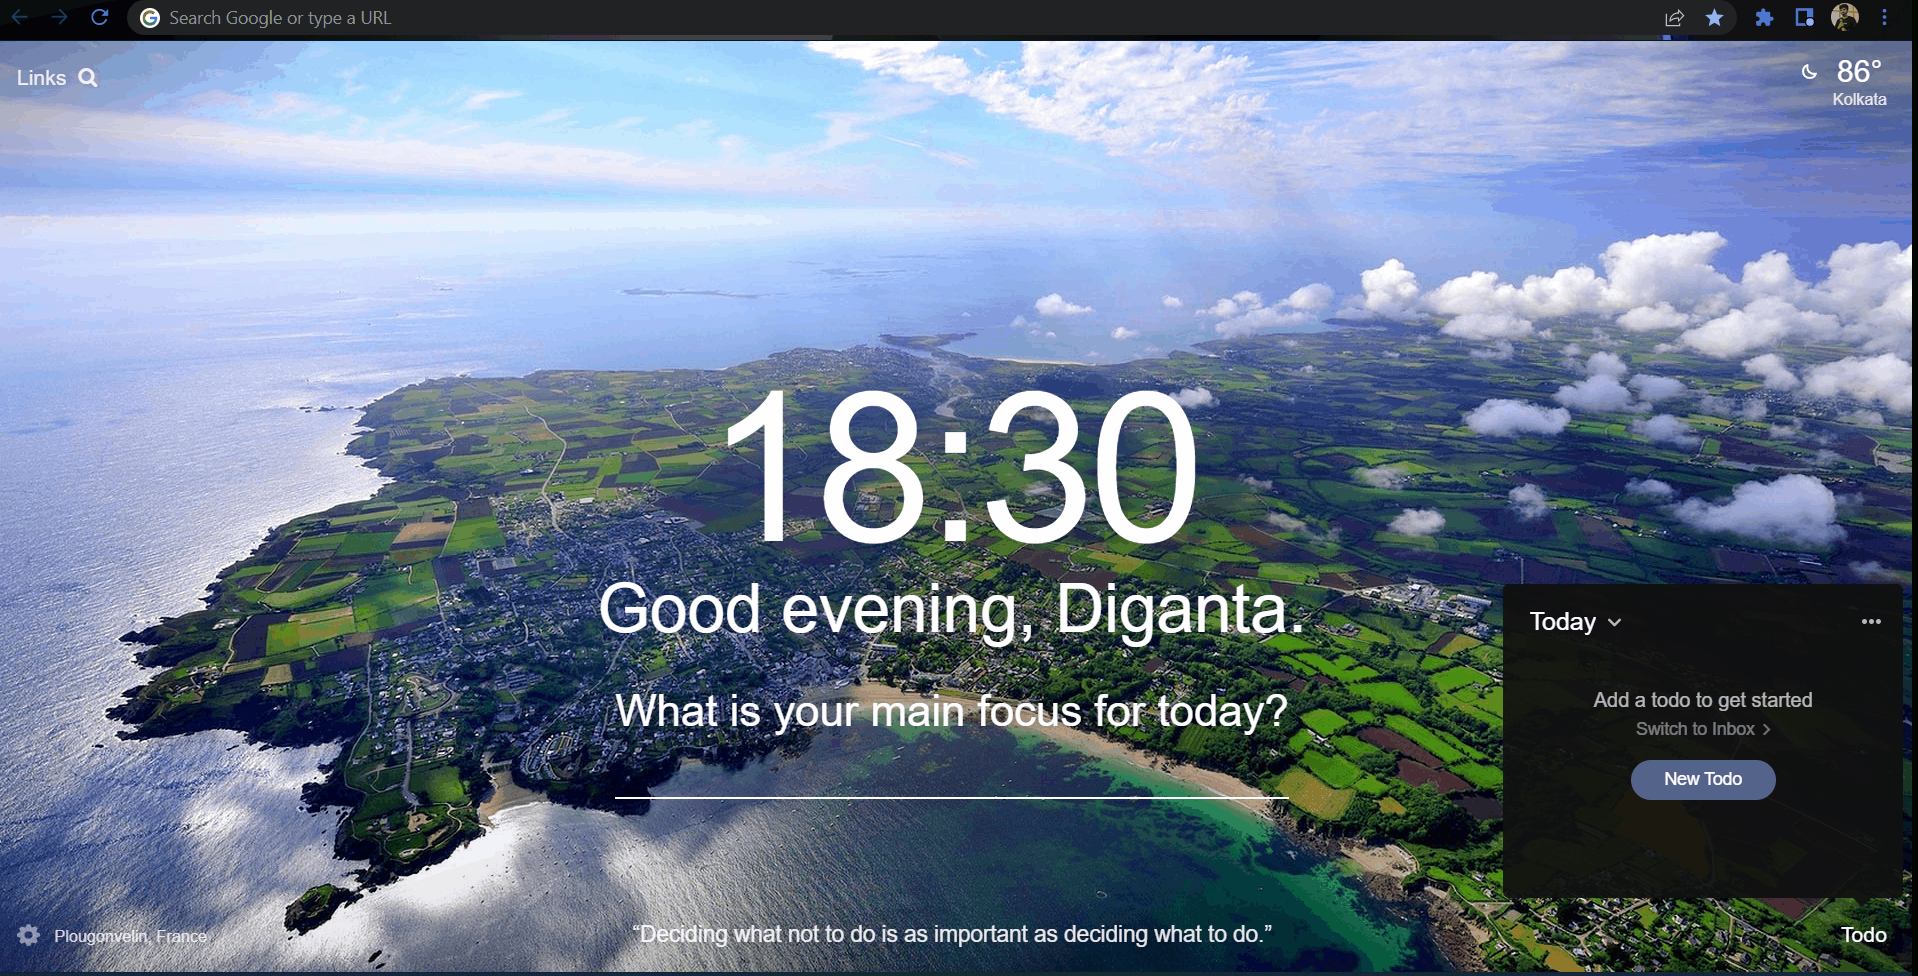 Search Google or type a URL
Links
86°
Kolkata
18:30
Good evening, Diganta.
What is your main focus for today?
Today
Add a todo to get started
Switch to Inbox >
New Todo
Plougonvelin, France
“Deciding what not to do is as important as deciding what to do.”
Todo